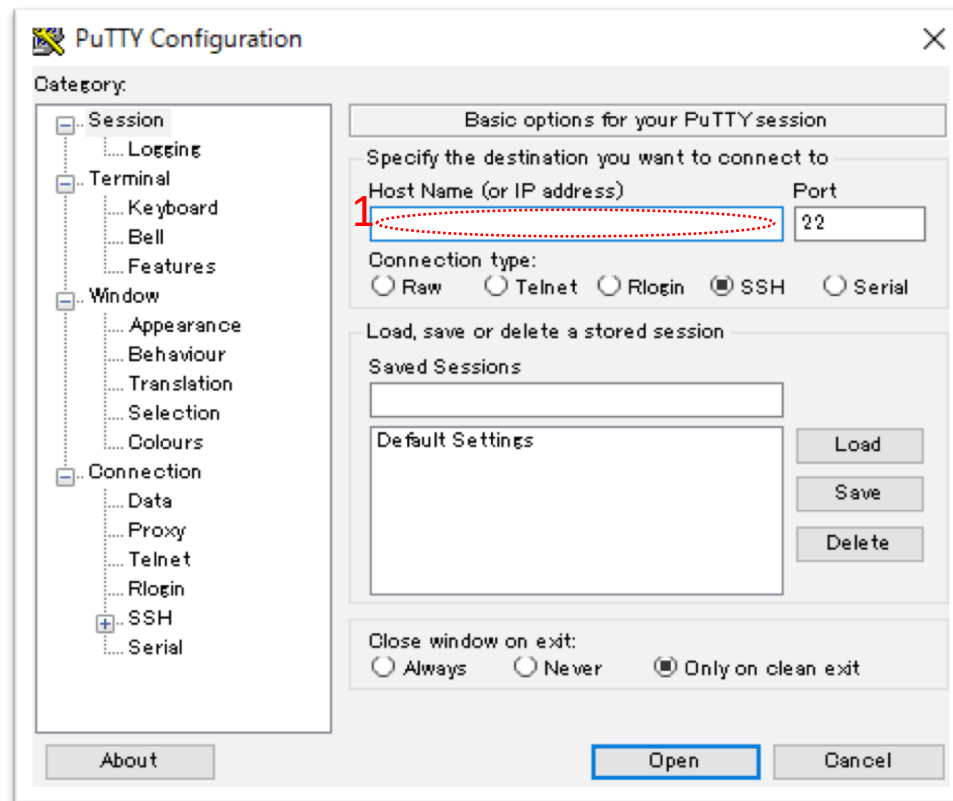 PuTTY Configuration
Category:
Session
Logging
Terminal
Keyboard
Bell
Features
Window
Appearance
Behaviour
Translation
Selection
Colours
Connection
Data
Proxy
Telnet
Rlogin
SSH
Serial
Basic options for your PuTTY session
Specify the destination you want to connect to
Host Name (or IP address) Port
1 22
Connection type:
Raw Telnet Rlogin SSH Serial
Load, save or delete a stored session
Saved Sessions
Default Settings
Load
Save
Delete
Close window on exit:
Always Never Only on clean exit
About Open Cancel